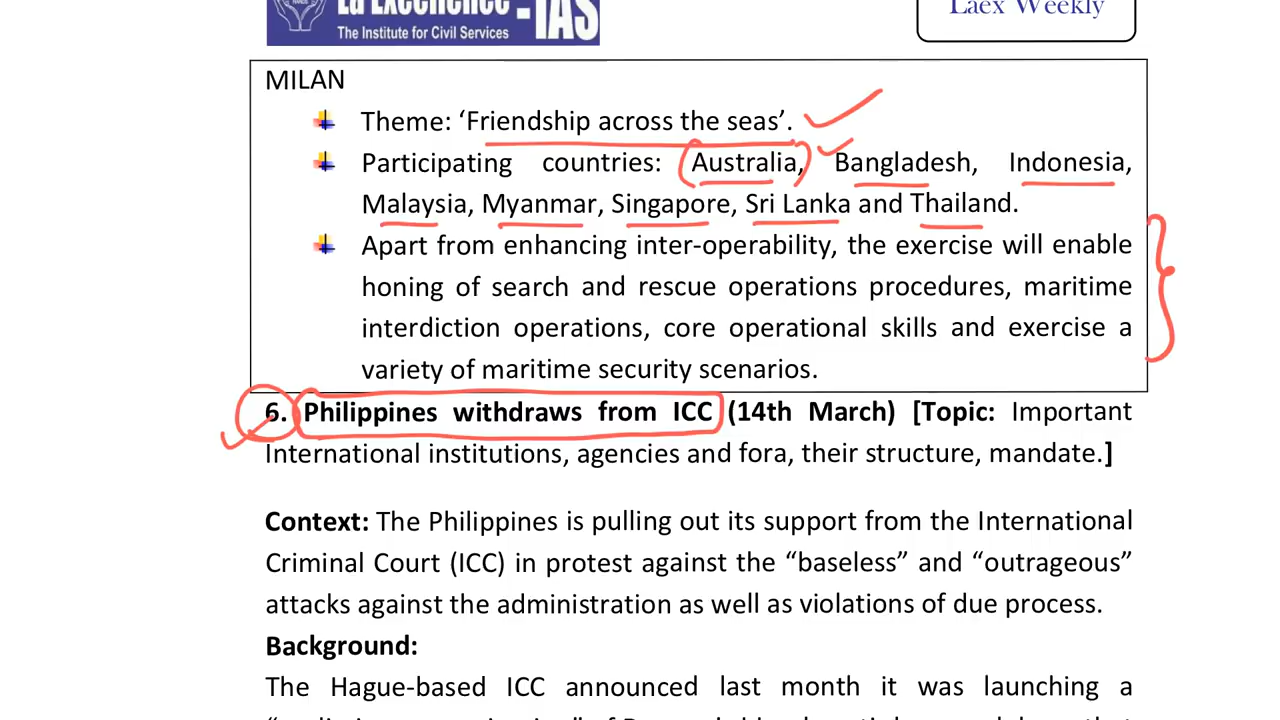 La Excellence-IAS
The Institute for Civil Services
Laex Weekly
MILAN
Theme: ‘Friendship across the seas’.
Participating countries: Australia, Bangladesh, Indonesia,
Malaysia, Myanmar, Singapore, Sri Lanka and Thailand.
Apart from enhancing inter-operability, the exercise will enable
honing of search and rescue operations procedures, maritime
interdiction operations, core operational skills and exercise a
variety of maritime security scenarios.
6. Philippines withdraws from ICC (14th March) [Topic: Important
International institutions, agencies and fora, their structure, mandate.]
Context: The Philippines is pulling out its support from the International
Criminal Court (ICC) in protest against the “baseless” and “outrageous”
attacks against the administration as well as violations of due process.
Background:
The Hague-based ICC announced last month it was launching a